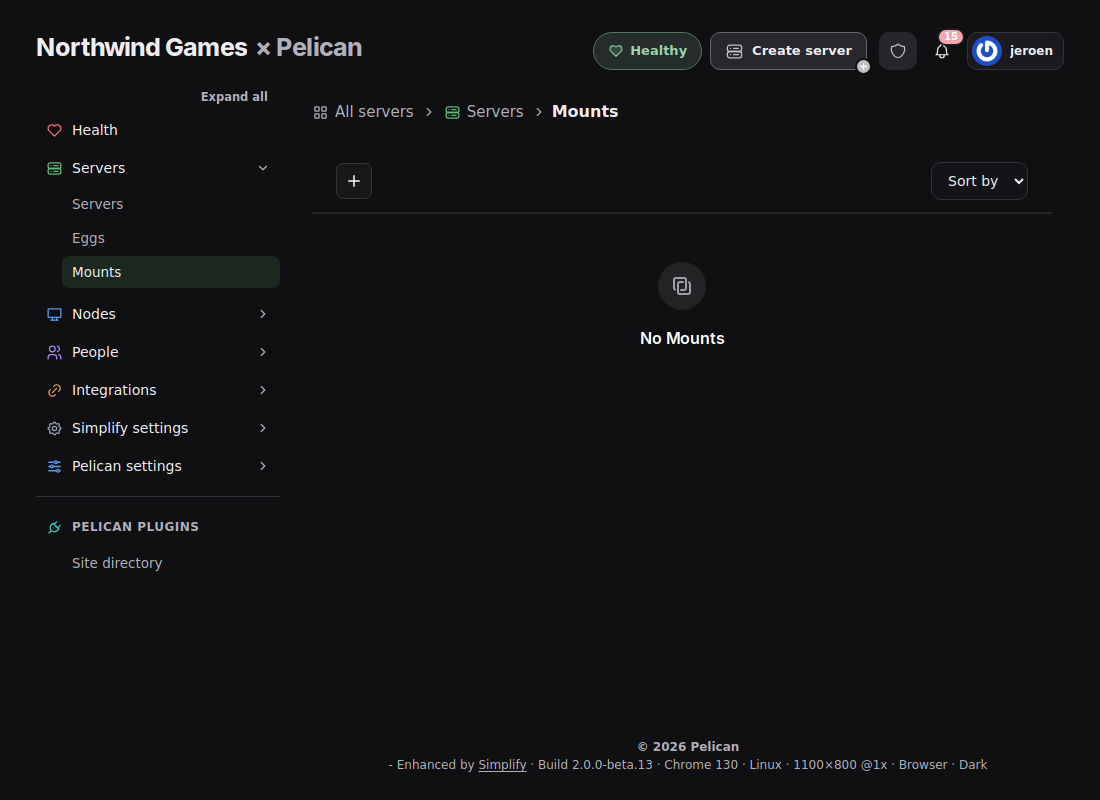 Northwind Games × Pelican
Healthy
Create server
15
jeroen
Expand all
Health
Servers
Servers
Eggs
Mounts
Nodes
People
Integrations
Simplify settings
Pelican settings
PELICAN PLUGINS
Site directory
All servers
Servers
Mounts
Sort by
No Mounts
© 2026 Pelican
- Enhanced by Simplify · Build 2.0.0-beta.13 · Chrome 130 · Linux · 1100×800 @1x · Browser · Dark